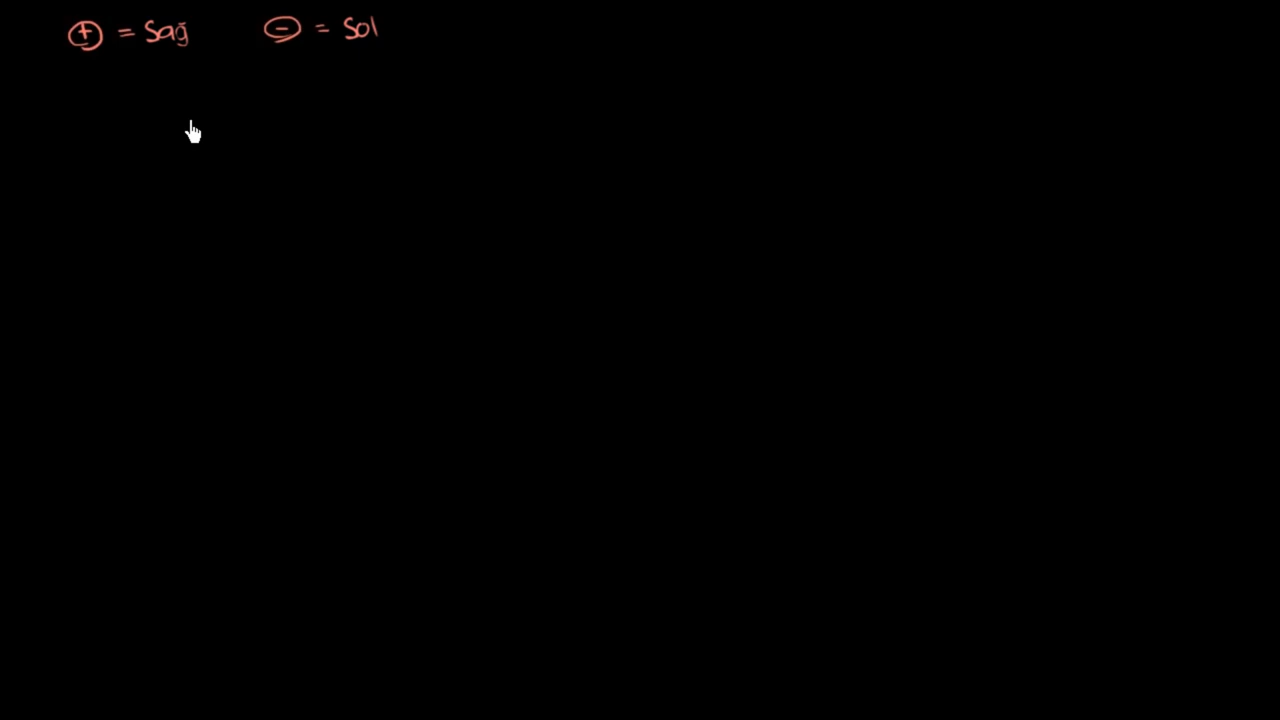 ⊕ = Sağ ⊖ = Sol